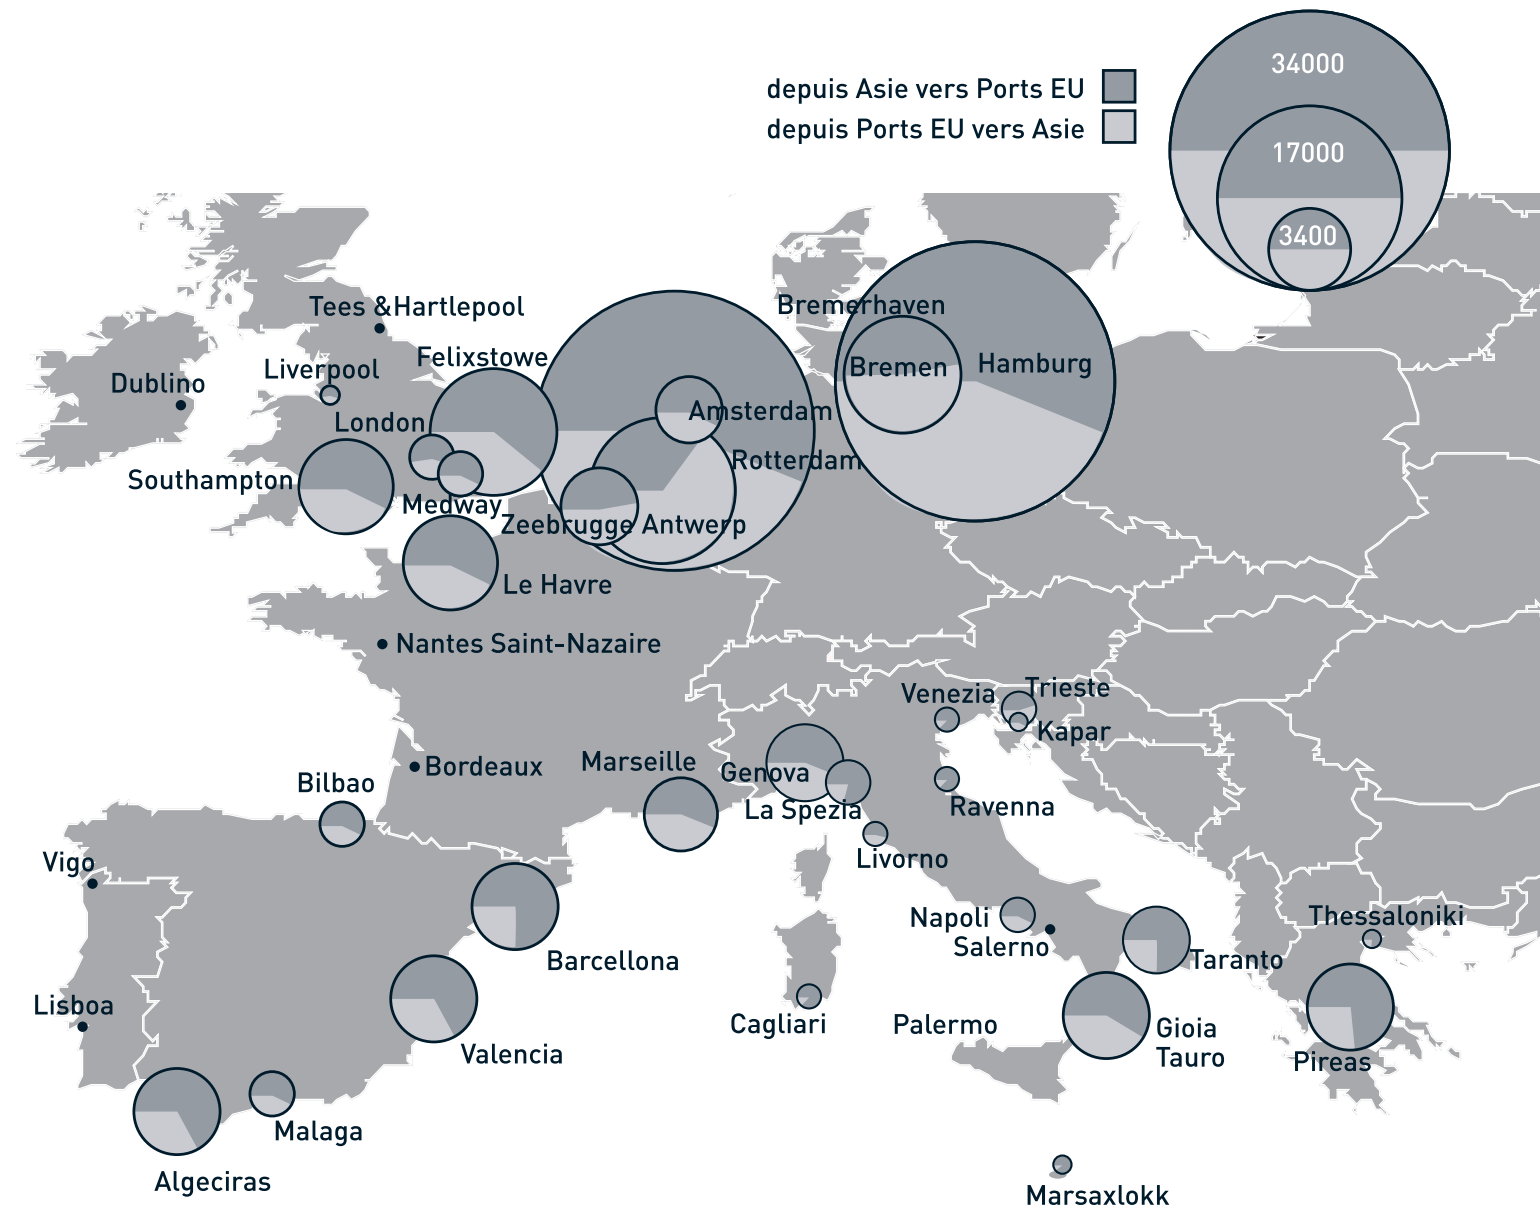 34000
depuis Asie vers Ports EU
depuis Ports EU vers Asie
17000
3400
Tees &Hartlepool
Bremerhaven
Felixstowe
Liverpool
Dublino
Bremen
Hamburg
London
Amsterdam
Rotterdam
Southampton
Medway
Zeebrugge
Antwerp
Le Havre
Nantes Saint-Nazaire
Venezia
Trieste
Kapar
Bordeaux
Marseille
Genova
Bilbao
La Spezia
Ravenna
Livorno
Vigo
Napoli
Salerno
Thessaloniki
Taranto
Barcellona
Lisboa
Cagliari
Palermo
Gioia
Tauro
Valencia
Pireas
Malaga
Algeciras
Marsaxlokk